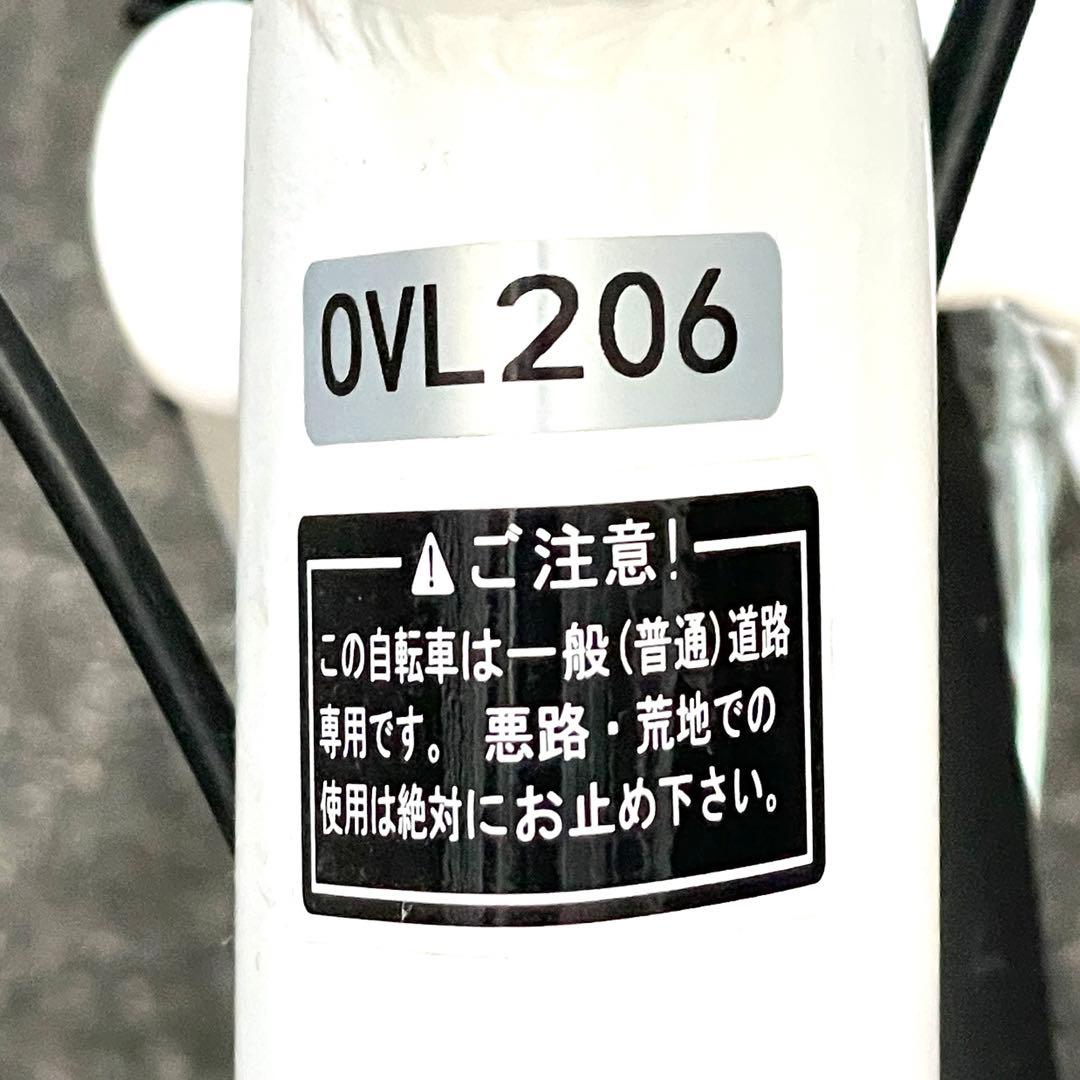 OVL206
ご注意!
この自転車は一般(普通)道路
専用です。 悪路・荒地での
使用は絶対にお止め下さい。